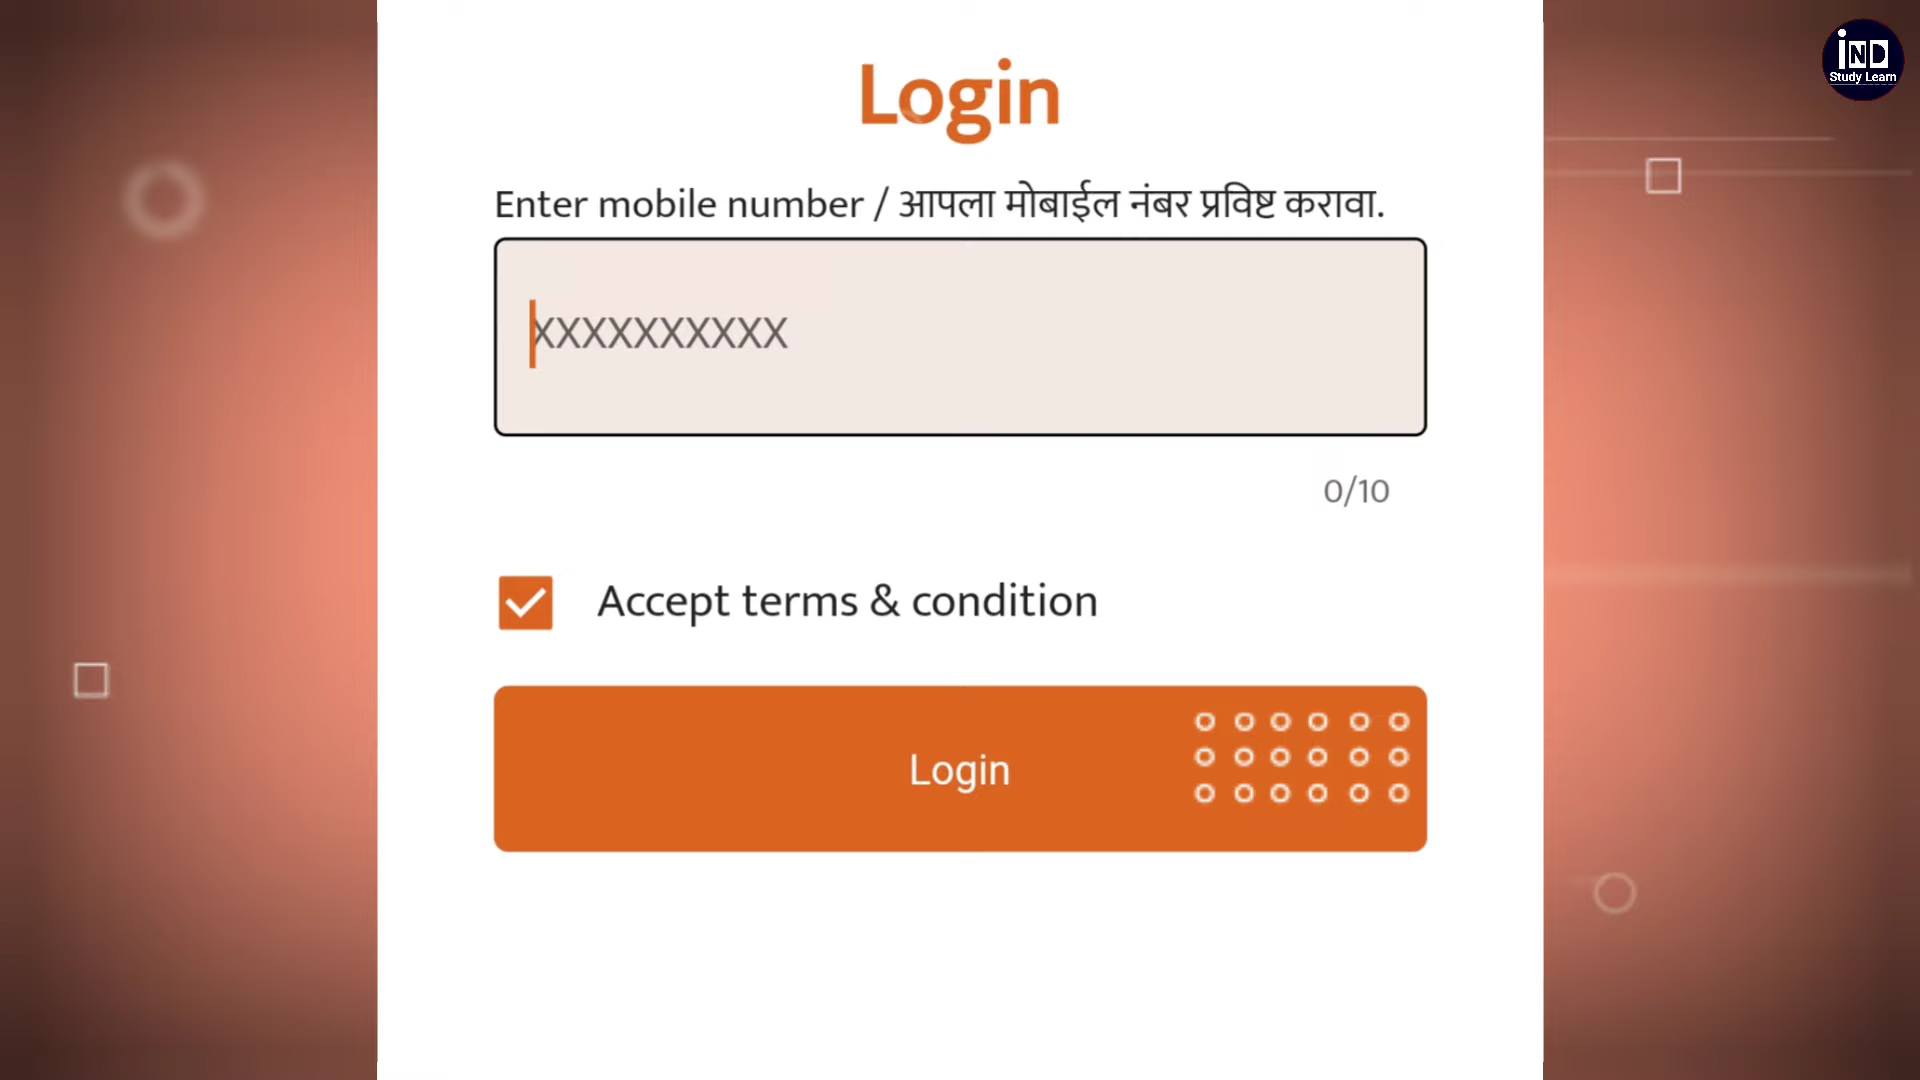 iND
Study Learn
Login
Enter mobile number / आपला मोबाईल नंबर प्रविष्ट करावा.
XXXXXXXXXX
0/10
Accept terms & condition
Login